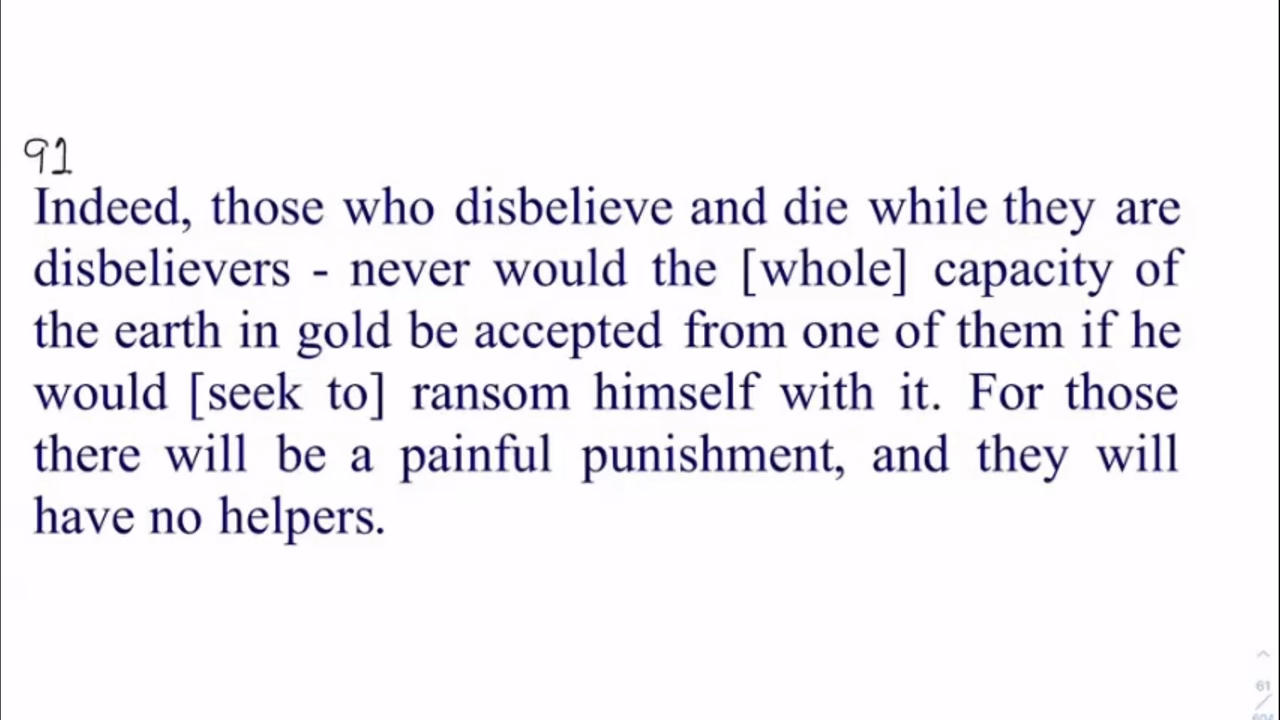 91
Indeed, those who disbelieve and die while they are
disbelievers - never would the [whole] capacity of
the earth in gold be accepted from one of them if he
would [seek to] ransom himself with it. For those
there will be a painful punishment, and they will
have no helpers.
61
/
604